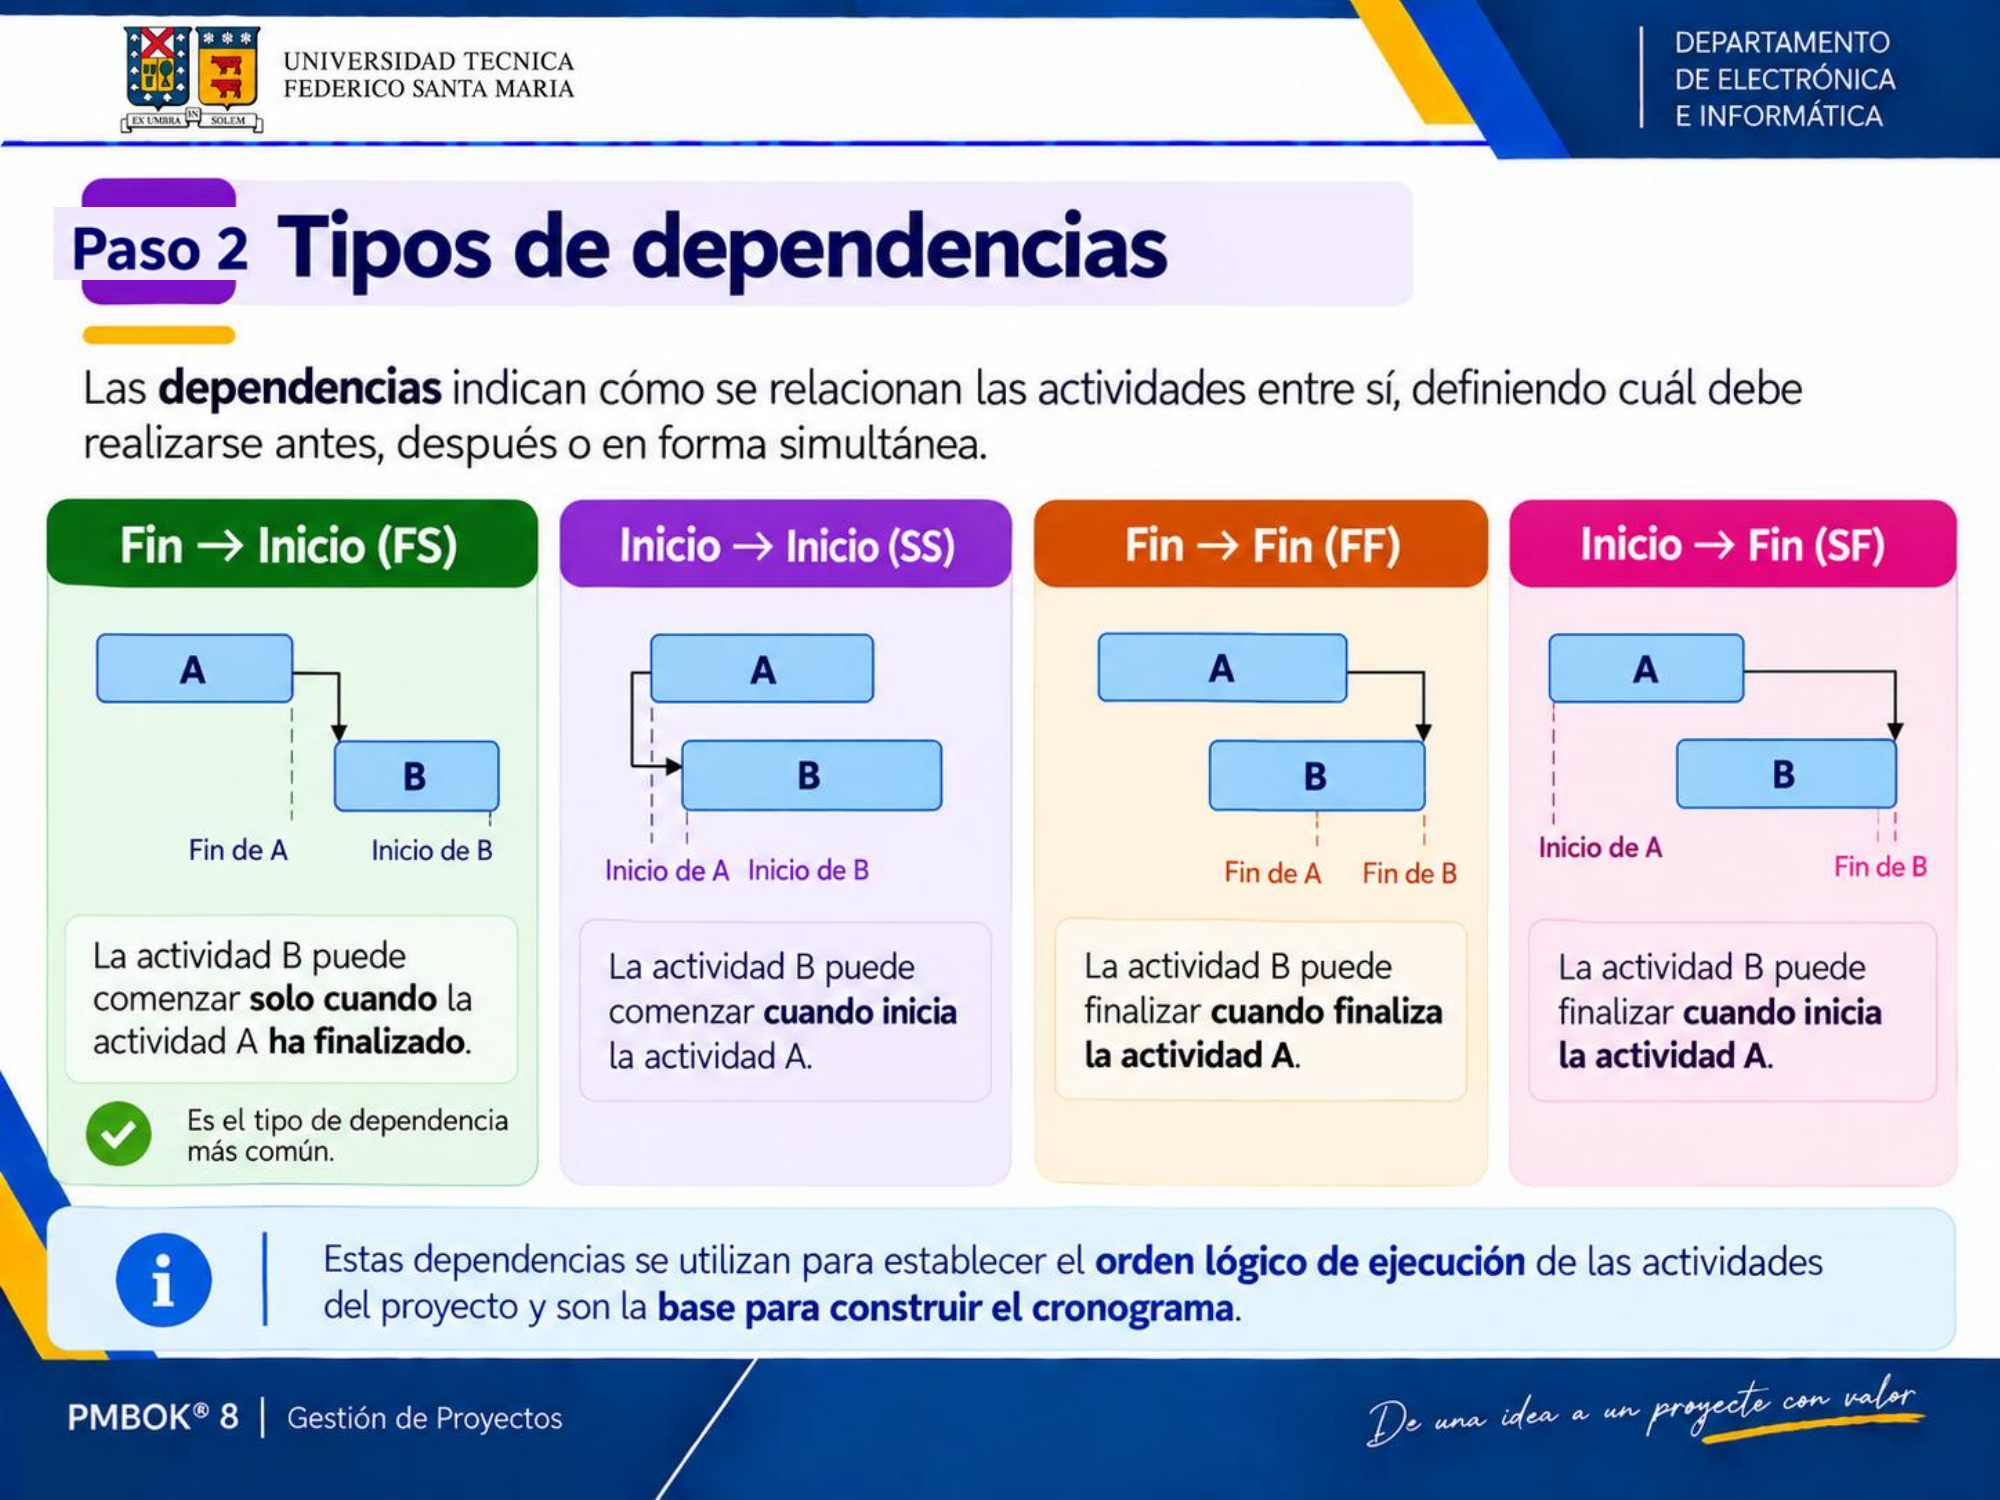 EX UMBRA IN SOLEM
UNIVERSIDAD TECNICA
FEDERICO SANTA MARIA
DEPARTAMENTO
DE ELECTRÓNICA
E INFORMÁTICA
Paso 2 Tipos de dependencias
Las dependencias indican cómo se relacionan las actividades entre sí, definiendo cuál debe
realizarse antes, después o en forma simultánea.
Fin → Inicio (FS)
A
B
Fin de A Inicio de B
La actividad B puede
comenzar solo cuando la
actividad A ha finalizado.
Es el tipo de dependencia
más común.
Inicio → Inicio (SS)
A
B
Inicio de A Inicio de B
La actividad B puede
comenzar cuando inicia
la actividad A.
Fin → Fin (FF)
A
B
Fin de A Fin de B
La actividad B puede
finalizar cuando finaliza
la actividad A.
Inicio → Fin (SF)
A
B
Inicio de A
Fin de B
La actividad B puede
finalizar cuando inicia
la actividad A.
i
Estas dependencias se utilizan para establecer el orden lógico de ejecución de las actividades
del proyecto y son la base para construir el cronograma.
PMBOK® 8 | Gestión de Proyectos
De una idea a un proyecto con valor